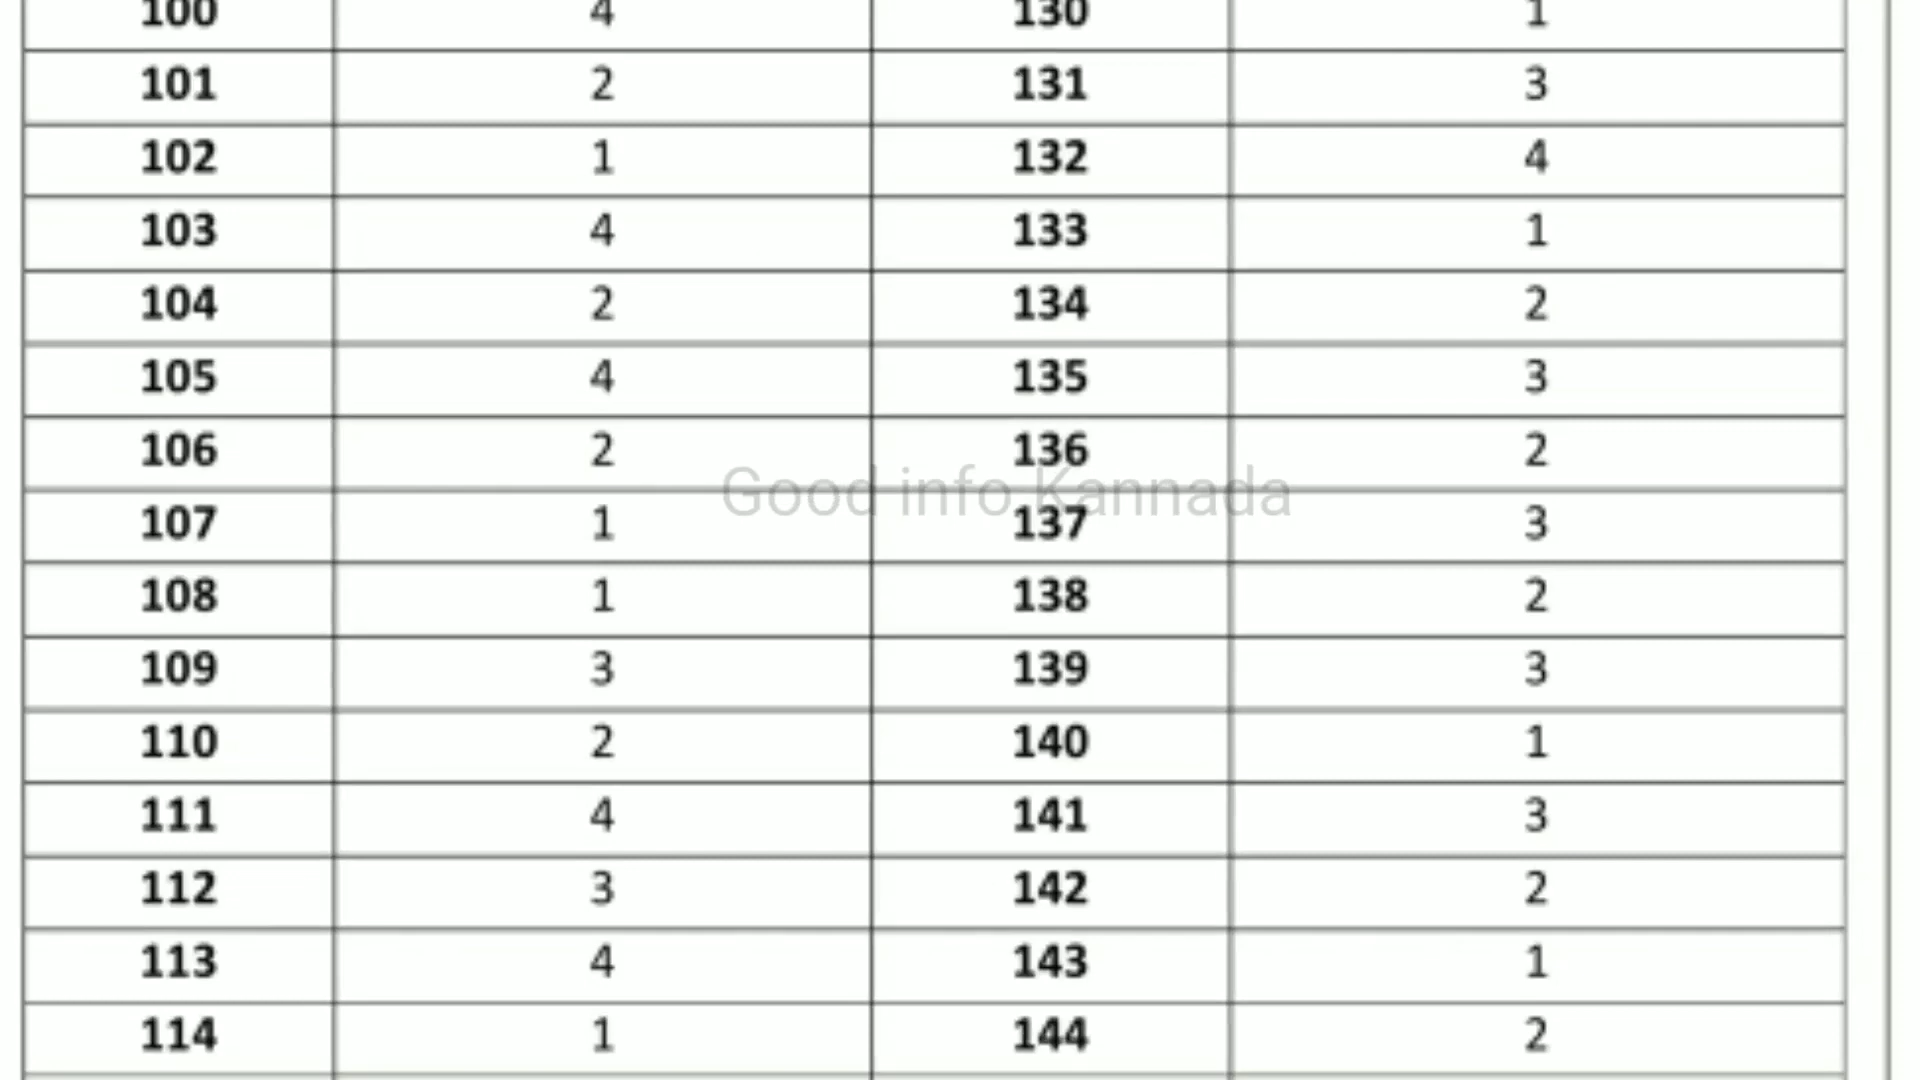 100 4 130 1
101 2 131 3
102 1 132 4
103 4 133 1
104 2 134 2
105 4 135 3
106 2 136 2
Good info Kannada
107 1 137 3
108 1 138 2
109 3 139 3
110 2 140 1
111 4 141 3
112 3 142 2
113 4 143 1
114 1 144 2